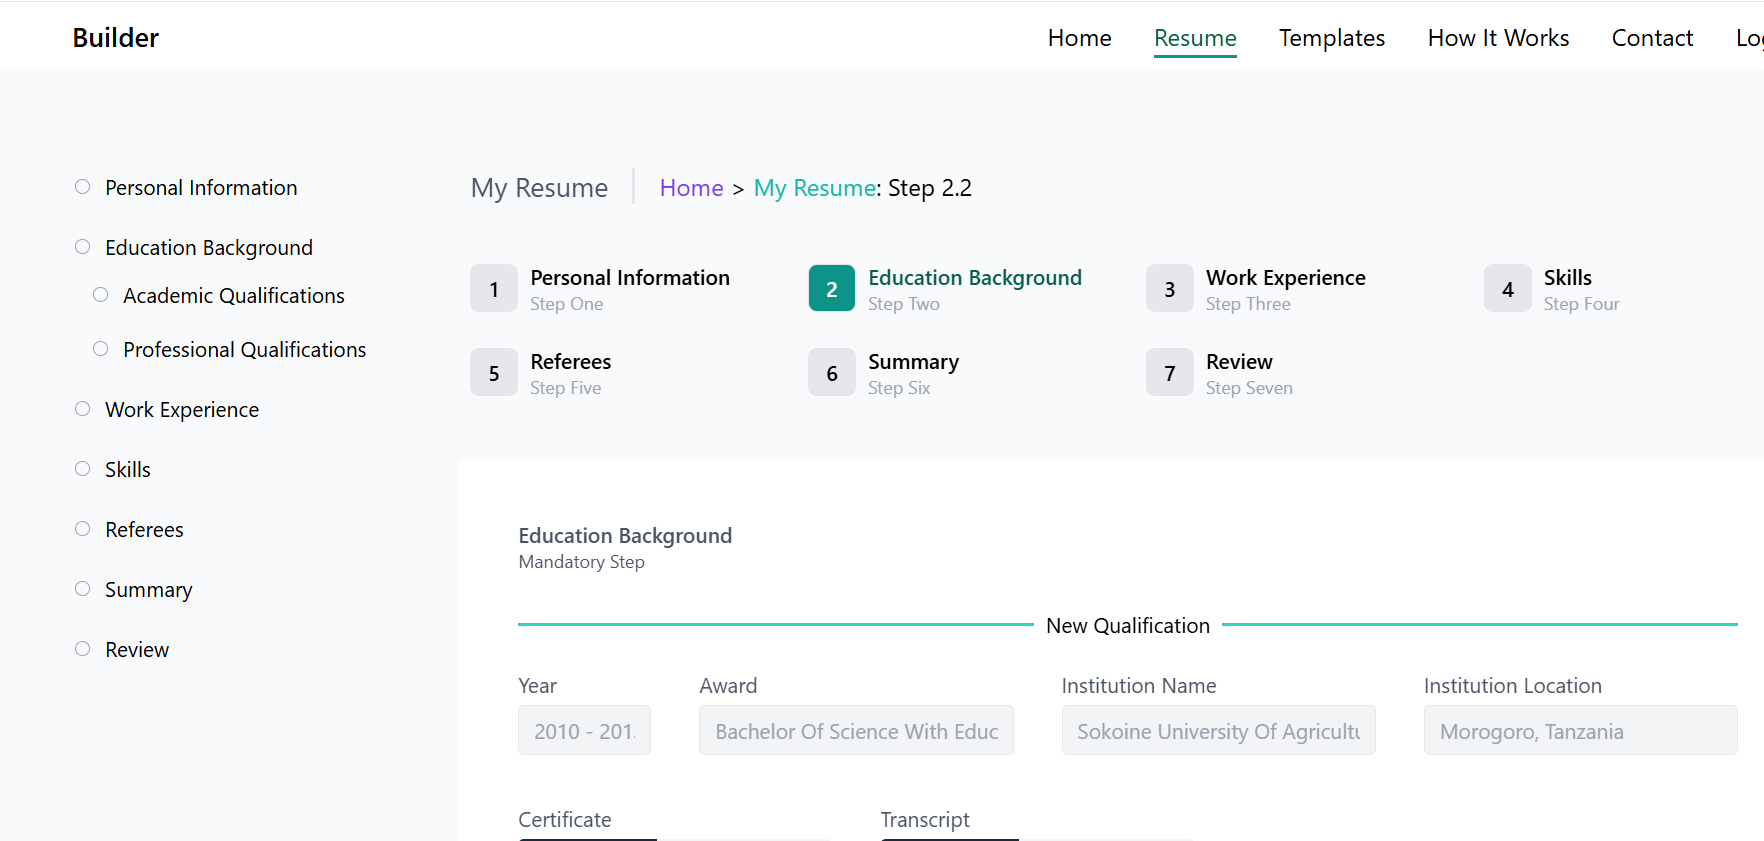 Builder
Home Resume Templates How It Works Contact
Personal Information
Education Background
Academic Qualifications
Professional Qualifications
Work Experience
Skills
Referees
Summary
Review
My Resume
Home > My Resume: Step 2.2
1 Personal Information
Step One
2 Education Background
Step Two
3 Work Experience
Step Three
4 Skills
Step Four
5 Referees
Step Five
6 Summary
Step Six
7 Review
Step Seven
Education Background
Mandatory Step
New Qualification
Year
2010 - 201
Award
Bachelor Of Science With Educ
Institution Name
Sokoine University Of Agricultu
Institution Location
Morogoro, Tanzania
Certificate
Transcript